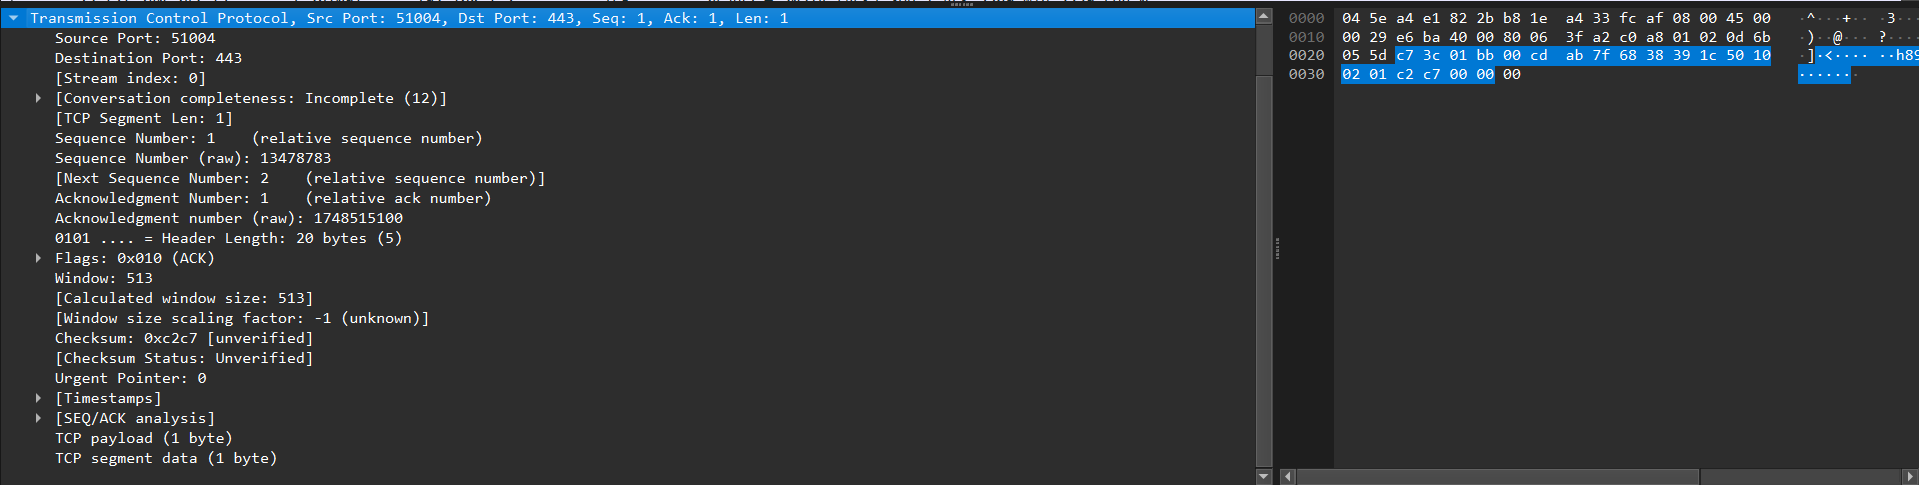 Transmission Control Protocol, Src Port: 51004, Dst Port: 443, Seq: 1, Ack: 1, Len: 1
Source Port: 51004
Destination Port: 443
[Stream index: 0]
[Conversation completeness: Incomplete (12)]
[TCP Segment Len: 1]
Sequence Number: 1    (relative sequence number)
Sequence Number (raw): 13478783
[Next Sequence Number: 2    (relative sequence number)]
Acknowledgment Number: 1    (relative ack number)
Acknowledgment number (raw): 1748515100
0101 .... = Header Length: 20 bytes (5)
Flags: 0x010 (ACK)
Window: 513
[Calculated window size: 513]
[Window size scaling factor: -1 (unknown)]
Checksum: 0xc2c7 [unverified]
[Checksum Status: Unverified]
Urgent Pointer: 0
[Timestamps]
[SEQ/ACK analysis]
TCP payload (1 byte)
TCP segment data (1 byte)
0000  04 5e a4 e1 82 2b b8 1e  a4 33 fc af 08 00 45 00  ·^···+·· ·3···
0010  00 29 e6 ba 40 00 80 06  3f a2 c0 a8 01 02 0d 6b  ·)··@··· ?····
0020  05 5d c7 3c 01 bb 00 cd  ab 7f 68 38 39 1c 50 10  ·]·<···· ··h89
0030  02 01 c2 c7 00 00 00  ·······